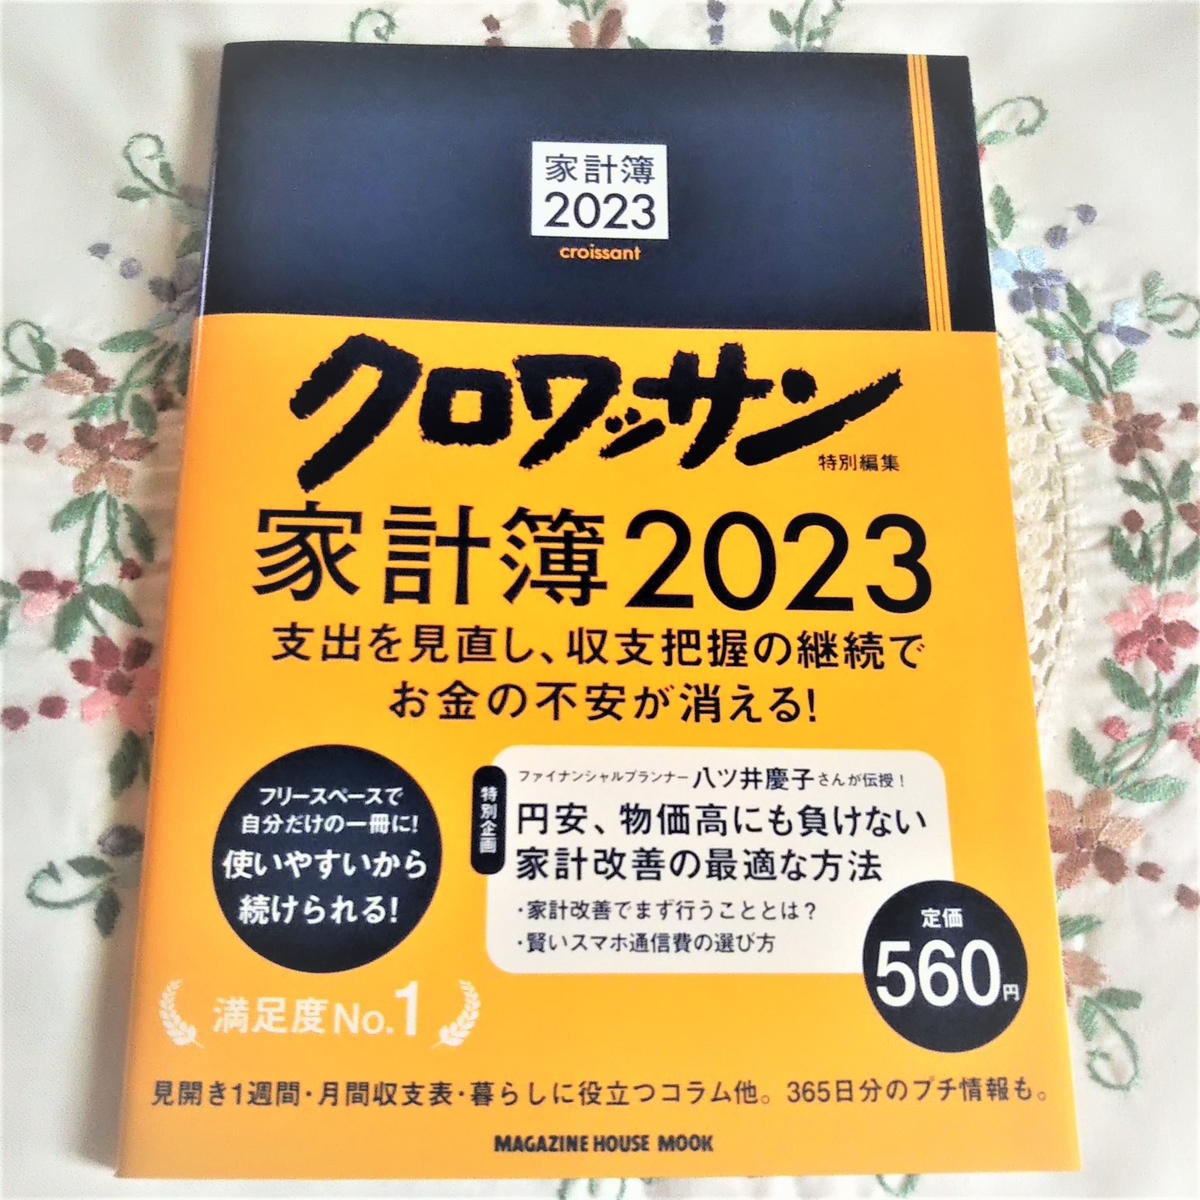 家計簿
2023
croissant
クロワッサン
特別編集
家計簿2023
支出を見直し、収支把握の継続で
お金の不安が消える!
フリースペースで
自分だけの一冊に!
使いやすいから
続けられる!
特別企画
ファイナンシャルプランナー 八ツ井慶子さんが伝授!
円安、物価高にも負けない
家計改善の最適な方法
・家計改善でまず行うこととは?
・賢いスマホ通信費の選び方
定価
560円
満足度No.1
見開き1週間・月間収支表・暮らしに役立つコラム他。365日分のプチ情報も。
MAGAZINE HOUSE MOOK